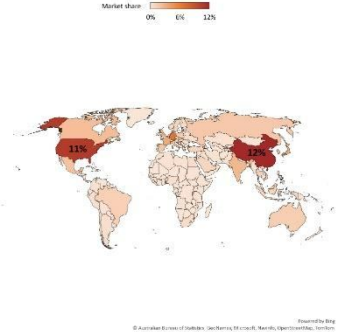 Market share
0% 6% 12%
11%
12%
Powered by Bing
© Australian Bureau of Statistics, GeoNames, Microsoft, Navinfo, OpenStreetMap, TomTom